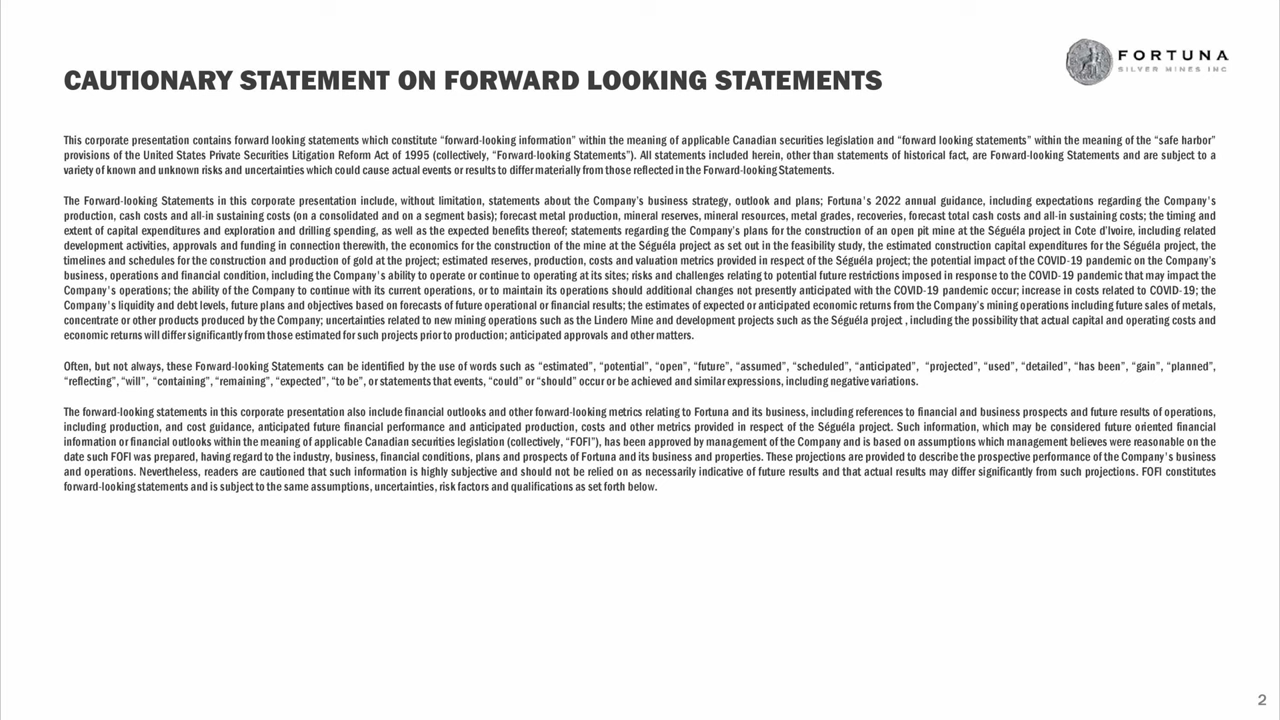 FORTUNA
SILVER MINES INC
CAUTIONARY STATEMENT ON FORWARD LOOKING STATEMENTS
This corporate presentation contains forward looking statements which constitute “forward-looking information” within the meaning of applicable Canadian securities legislation and “forward looking statements” within the meaning of the “safe harbor”
provisions of the United States Private Securities Litigation Reform Act of 1995 (collectively, “Forward-looking Statements”). All statements included herein, other than statements of historical fact, are Forward-looking Statements and are subject to a
variety of known and unknown risks and uncertainties which could cause actual events or results to differ materially from those reflected in the Forward-looking Statements.
The Forward-looking Statements in this corporate presentation include, without limitation, statements about the Company's business strategy, outlook and plans; Fortuna's 2022 annual guidance, including expectations regarding the Company's
production, cash costs and all-in sustaining costs (on a consolidated and on a segment basis); forecast metal production, mineral reserves, mineral resources, metal grades, recoveries, forecast total cash costs and all-in sustaining costs; the timing and
extent of capital expenditures and exploration and drilling spending, as well as the expected benefits thereof; statements regarding the Company's plans for the construction of an open pit mine at the Séguéla project in Cote d'Ivoire, including related
development activities, approvals and funding in connection therewith, the economics for the construction of the mine at the Séguéla project as set out in the feasibility study, the estimated construction capital expenditures for the Séguéla project, the
timelines and schedules for the construction and production of gold at the project; estimated reserves, production, costs and valuation metrics provided in respect of the Séguéla project; the potential impact of the COVID-19 pandemic on the Company's
business, operations and financial condition, including the Company's ability to operate or continue to operating at its sites; risks and challenges relating to potential future restrictions imposed in response to the COVID-19 pandemic that may impact the
Company's operations; the ability of the Company to continue with its current operations, or to maintain its operations should additional changes not presently anticipated with the COVID-19 pandemic occur; increase in costs related to COVID-19; the
Company's liquidity and debt levels, future plans and objectives based on forecasts of future operational or financial results; the estimates of expected or anticipated economic returns from the Company's mining operations including future sales of metals,
concentrate or other products produced by the Company; uncertainties related to new mining operations such as the Lindero Mine and development projects such as the Séguéla project , including the possibility that actual capital and operating costs and
economic returns will differ significantly from those estimated for such projects prior to production; anticipated approvals and other matters.
Often, but not always, these Forward-looking Statements can be identified by the use of words such as “estimated”, “potential”, “open”, “future”, “assumed”, “scheduled”, “anticipated”, “projected”, “used”, “detailed”, “has been”, “gain”, “planned”,
“reflecting”, “will”, “containing”, “remaining”, “expected”, “to be”, or statements that events, “could” or “should” occur or be achieved and similar expressions, including negative variations.
The forward-looking statements in this corporate presentation also include financial outlooks and other forward-looking metrics relating to Fortuna and its business, including references to financial and business prospects and future results of operations,
including production, and cost guidance, anticipated future financial performance and anticipated production, costs and other metrics provided in respect of the Séguéla project. Such information, which may be considered future oriented financial
information or financial outlooks within the meaning of applicable Canadian securities legislation (collectively, “FOFI”), has been approved by management of the Company and is based on assumptions which management believes were reasonable on the
date such FOFI was prepared, having regard to the industry, business, financial conditions, plans and prospects of Fortuna and its business and properties. These projections are provided to describe the prospective performance of the Company's business
and operations. Nevertheless, readers are cautioned that such information is highly subjective and should not be relied on as necessarily indicative of future results and that actual results may differ significantly from such projections. FOFI constitutes
forward-looking statements and is subject to the same assumptions, uncertainties, risk factors and qualifications as set forth below.
2